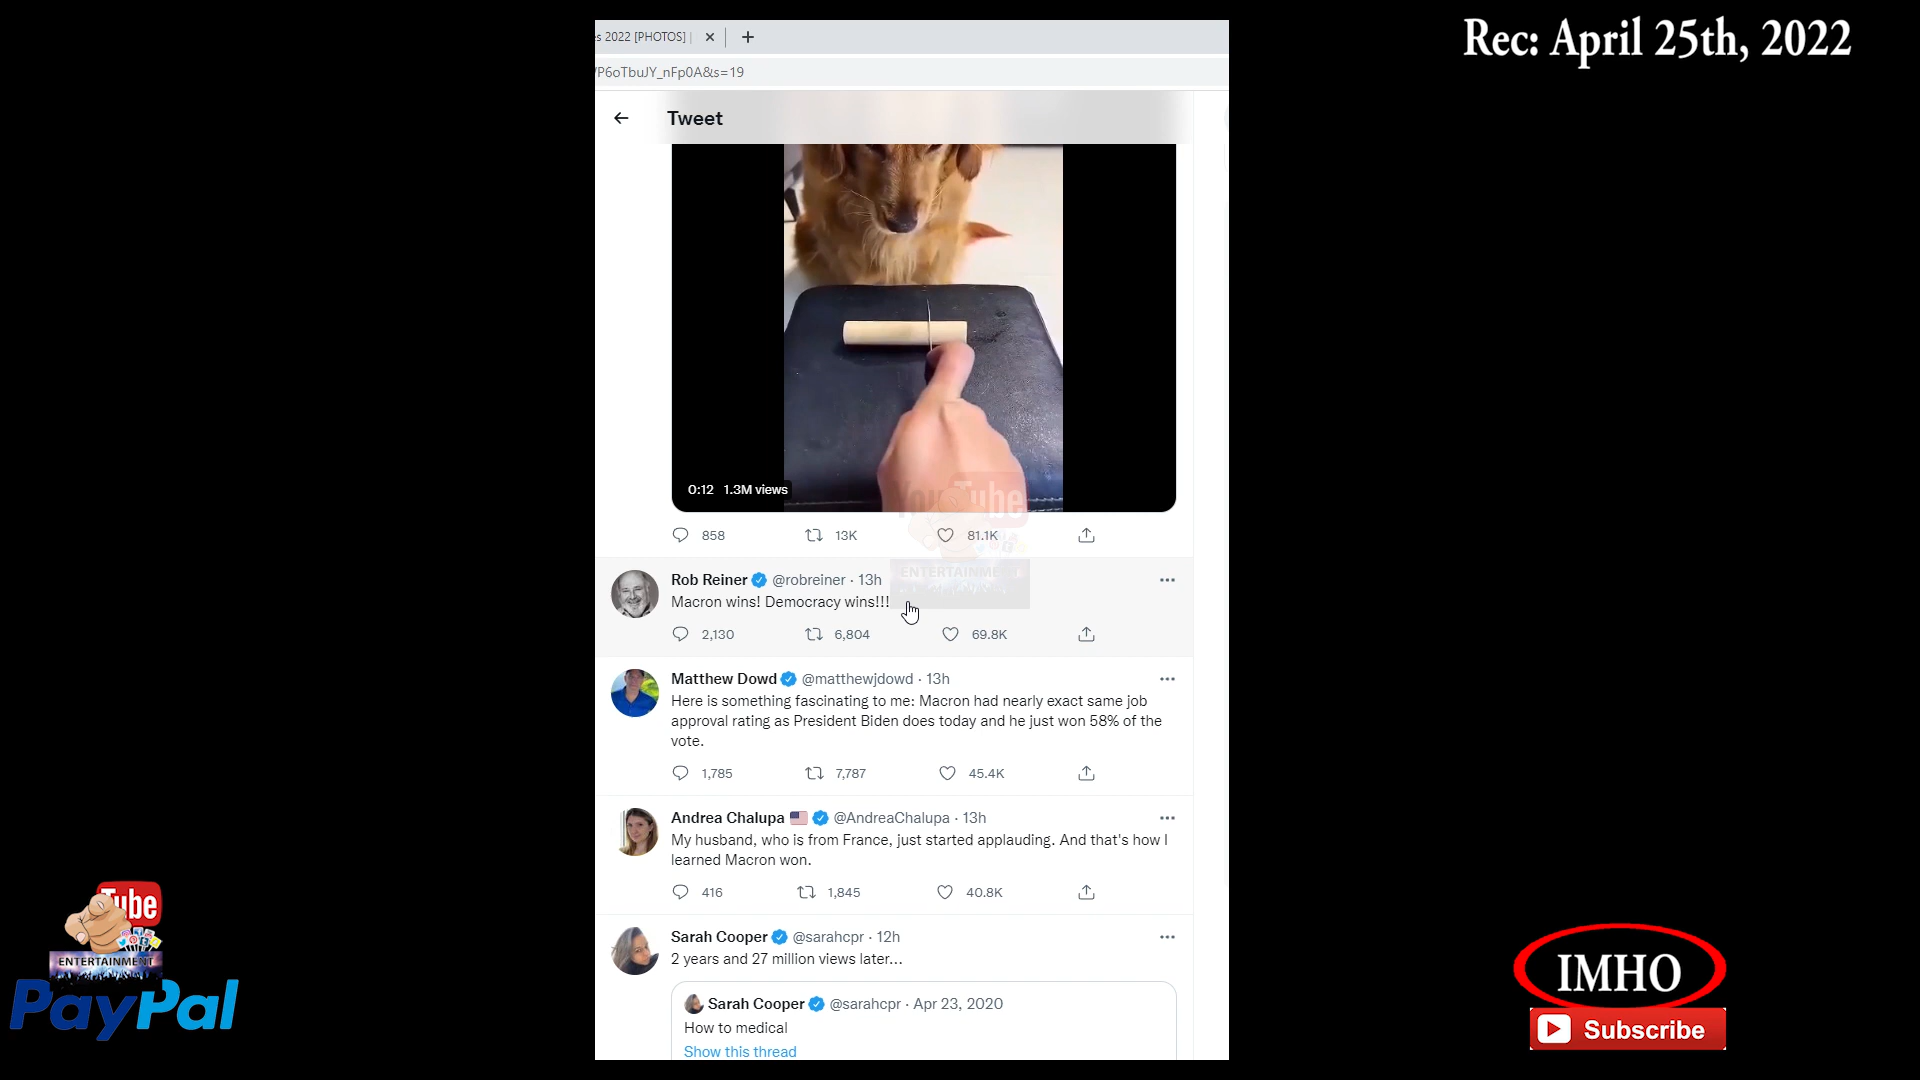 Rec: April 25th, 2022
s 2022 [PHOTOS] |
P6oTbuJY_nFp0A&s=19
Tweet
0:12 1.3M views
858 13K 81.1K
YouTube
ENTERTAINMENT
Rob Reiner @robreiner · 13h
Macron wins! Democracy wins!!!
2,130 6,804 69.8K
Matthew Dowd @matthewjdowd · 13h
Here is something fascinating to me: Macron had nearly exact same job
approval rating as President Biden does today and he just won 58% of the
vote.
1,785 7,787 45.4K
Andrea Chalupa @AndreaChalupa · 13h
My husband, who is from France, just started applauding. And that's how I
learned Macron won.
416 1,845 40.8K
Sarah Cooper @sarahcpr · 12h
2 years and 27 million views later...
Sarah Cooper @sarahcpr · Apr 23, 2020
How to medical
Show this thread
Tube
ENTERTAINMENT
PayPal
IMHO
Subscribe